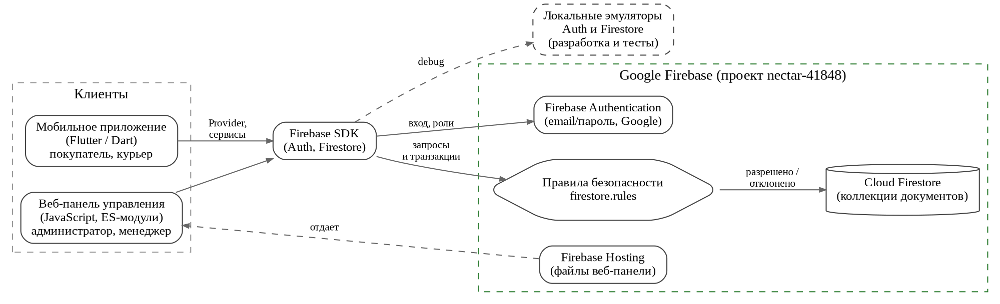 Локальные эмуляторы
Auth и Firestore
(разработка и тесты)
debug
Google Firebase (проект nectar-41848)
Клиенты
Мобильное приложение
(Flutter / Dart)
покупатель, курьер
Provider,
сервисы
Firebase SDK
(Auth, Firestore)
вход, роли
Firebase Authentication
(email/пароль, Google)
запросы
и транзакции
Правила безопасности
firestore.rules
разрешено /
отклонено
Cloud Firestore
(коллекции документов)
Веб-панель управления
(JavaScript, ES-модули)
администратор, менеджер
отдает
Firebase Hosting
(файлы веб-панели)